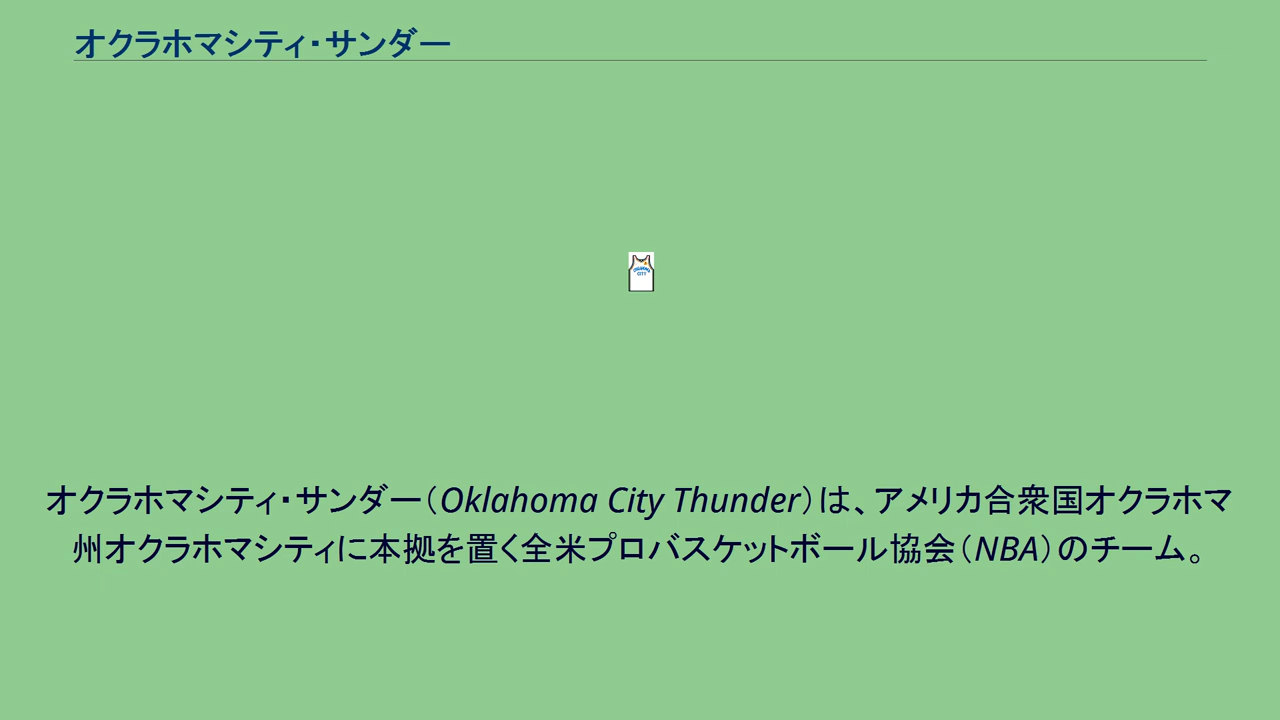 オクラホマシティ・サンダー
OKLAHOMA
CITY
オクラホマシティ・サンダー（Oklahoma City Thunder）は、アメリカ合衆国オクラホマ
州オクラホマシティに本拠を置く全米プロバスケットボール協会（NBA）のチーム。